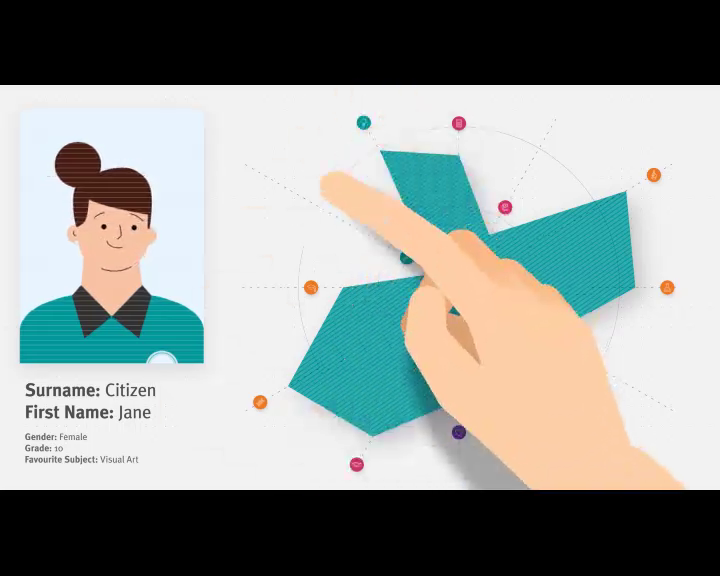 Surname: Citizen
First Name: Jane
Gender: Female
Grade: 10
Favourite Subject: Visual Art